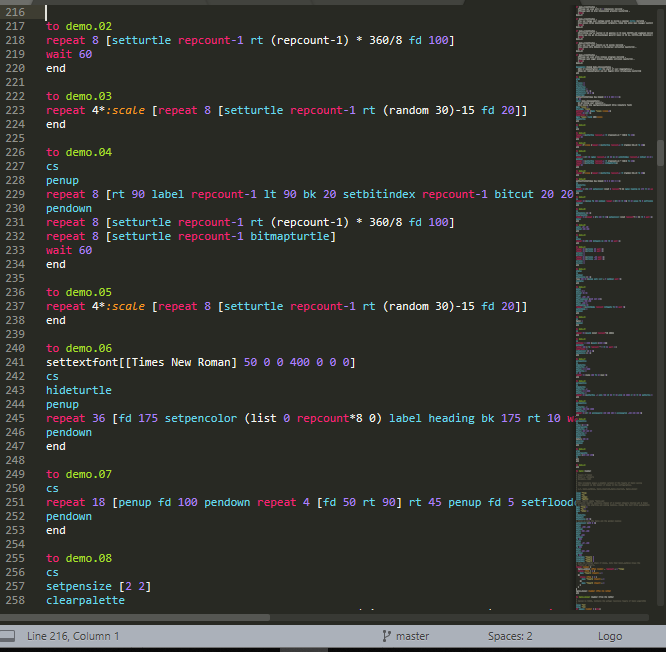 216
217 to demo.02
218 repeat 8 [setturtle repcount-1 rt (repcount-1) * 360/8 fd 100]
219 wait 60
220 end
221
222 to demo.03
223 repeat 4*:scale [repeat 8 [setturtle repcount-1 rt (random 30)-15 fd 20]]
224 end
225
226 to demo.04
227 cs
228 penup
229 repeat 8 [rt 90 label repcount-1 lt 90 bk 20 setbitindex repcount-1 bitcut 20 20
230 pendown
231 repeat 8 [setturtle repcount-1 rt (repcount-1) * 360/8 fd 100]
232 repeat 8 [setturtle repcount-1 bitmapturtle]
233 wait 60
234 end
235
236 to demo.05
237 repeat 4*:scale [repeat 8 [setturtle repcount-1 rt (random 30)-15 fd 20]]
238 end
239
240 to demo.06
241 settextfont[[Times New Roman] 50 0 0 400 0 0 0]
242 cs
243 hideturtle
244 penup
245 repeat 36 [fd 175 setpencolor (list 0 repcount*8 0) label heading bk 175 rt 10 w
246 pendown
247 end
248
249 to demo.07
250 cs
251 repeat 18 [penup fd 100 pendown repeat 4 [fd 50 rt 90] rt 45 penup fd 5 setflood
252 pendown
253 end
254
255 to demo.08
256 cs
257 setpensize [2 2]
258 clearpalette
Line 216, Column 1 master Spaces: 2 Logo